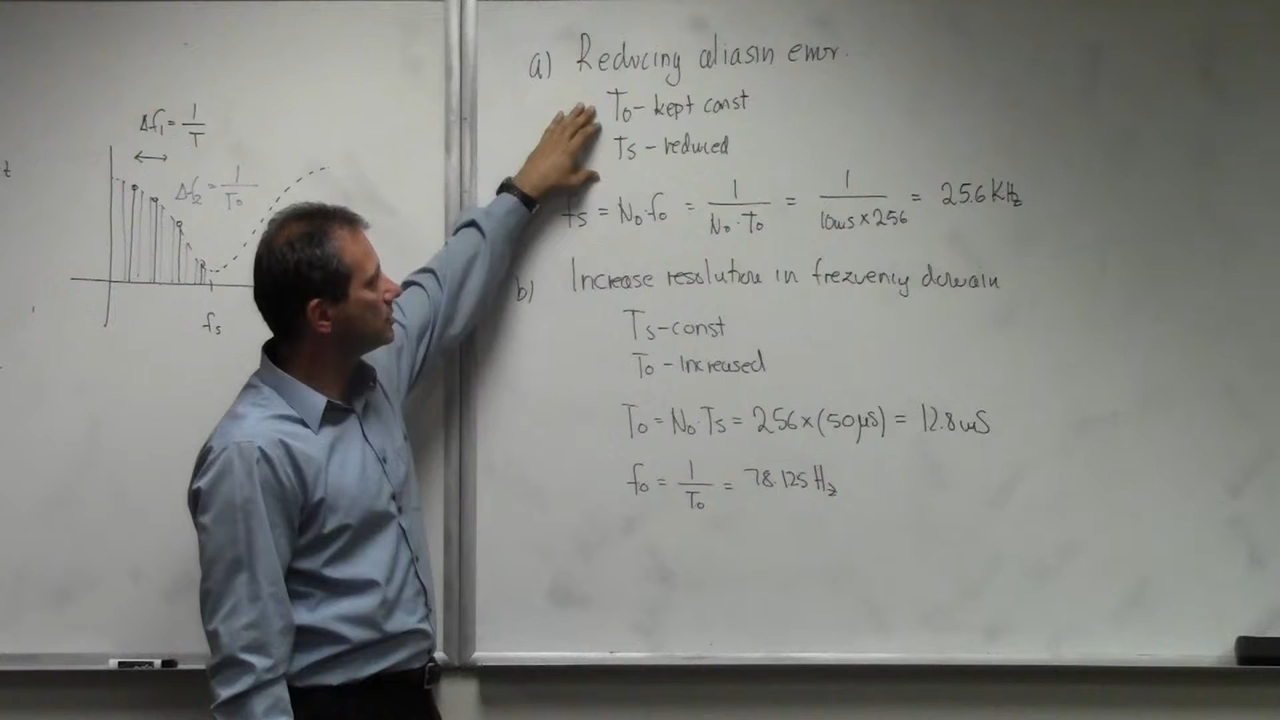 Δf₁ = 1/T
Δf₂ = 1/T₀
fs
t
a) Reducing aliasin error.
T₀ - kept const
Ts - reduced
fs = N₀·f₀ = 1/(N₀·T₀) = 1/(10ms×256) = 25.6 KHz
b) Increase resolution in frezuency domain
Ts - const
T₀ - Increased
T₀ = N₀·Ts = 256×(50μs) = 12.8 ms
f₀ = 1/T₀ = 78.125 Hz